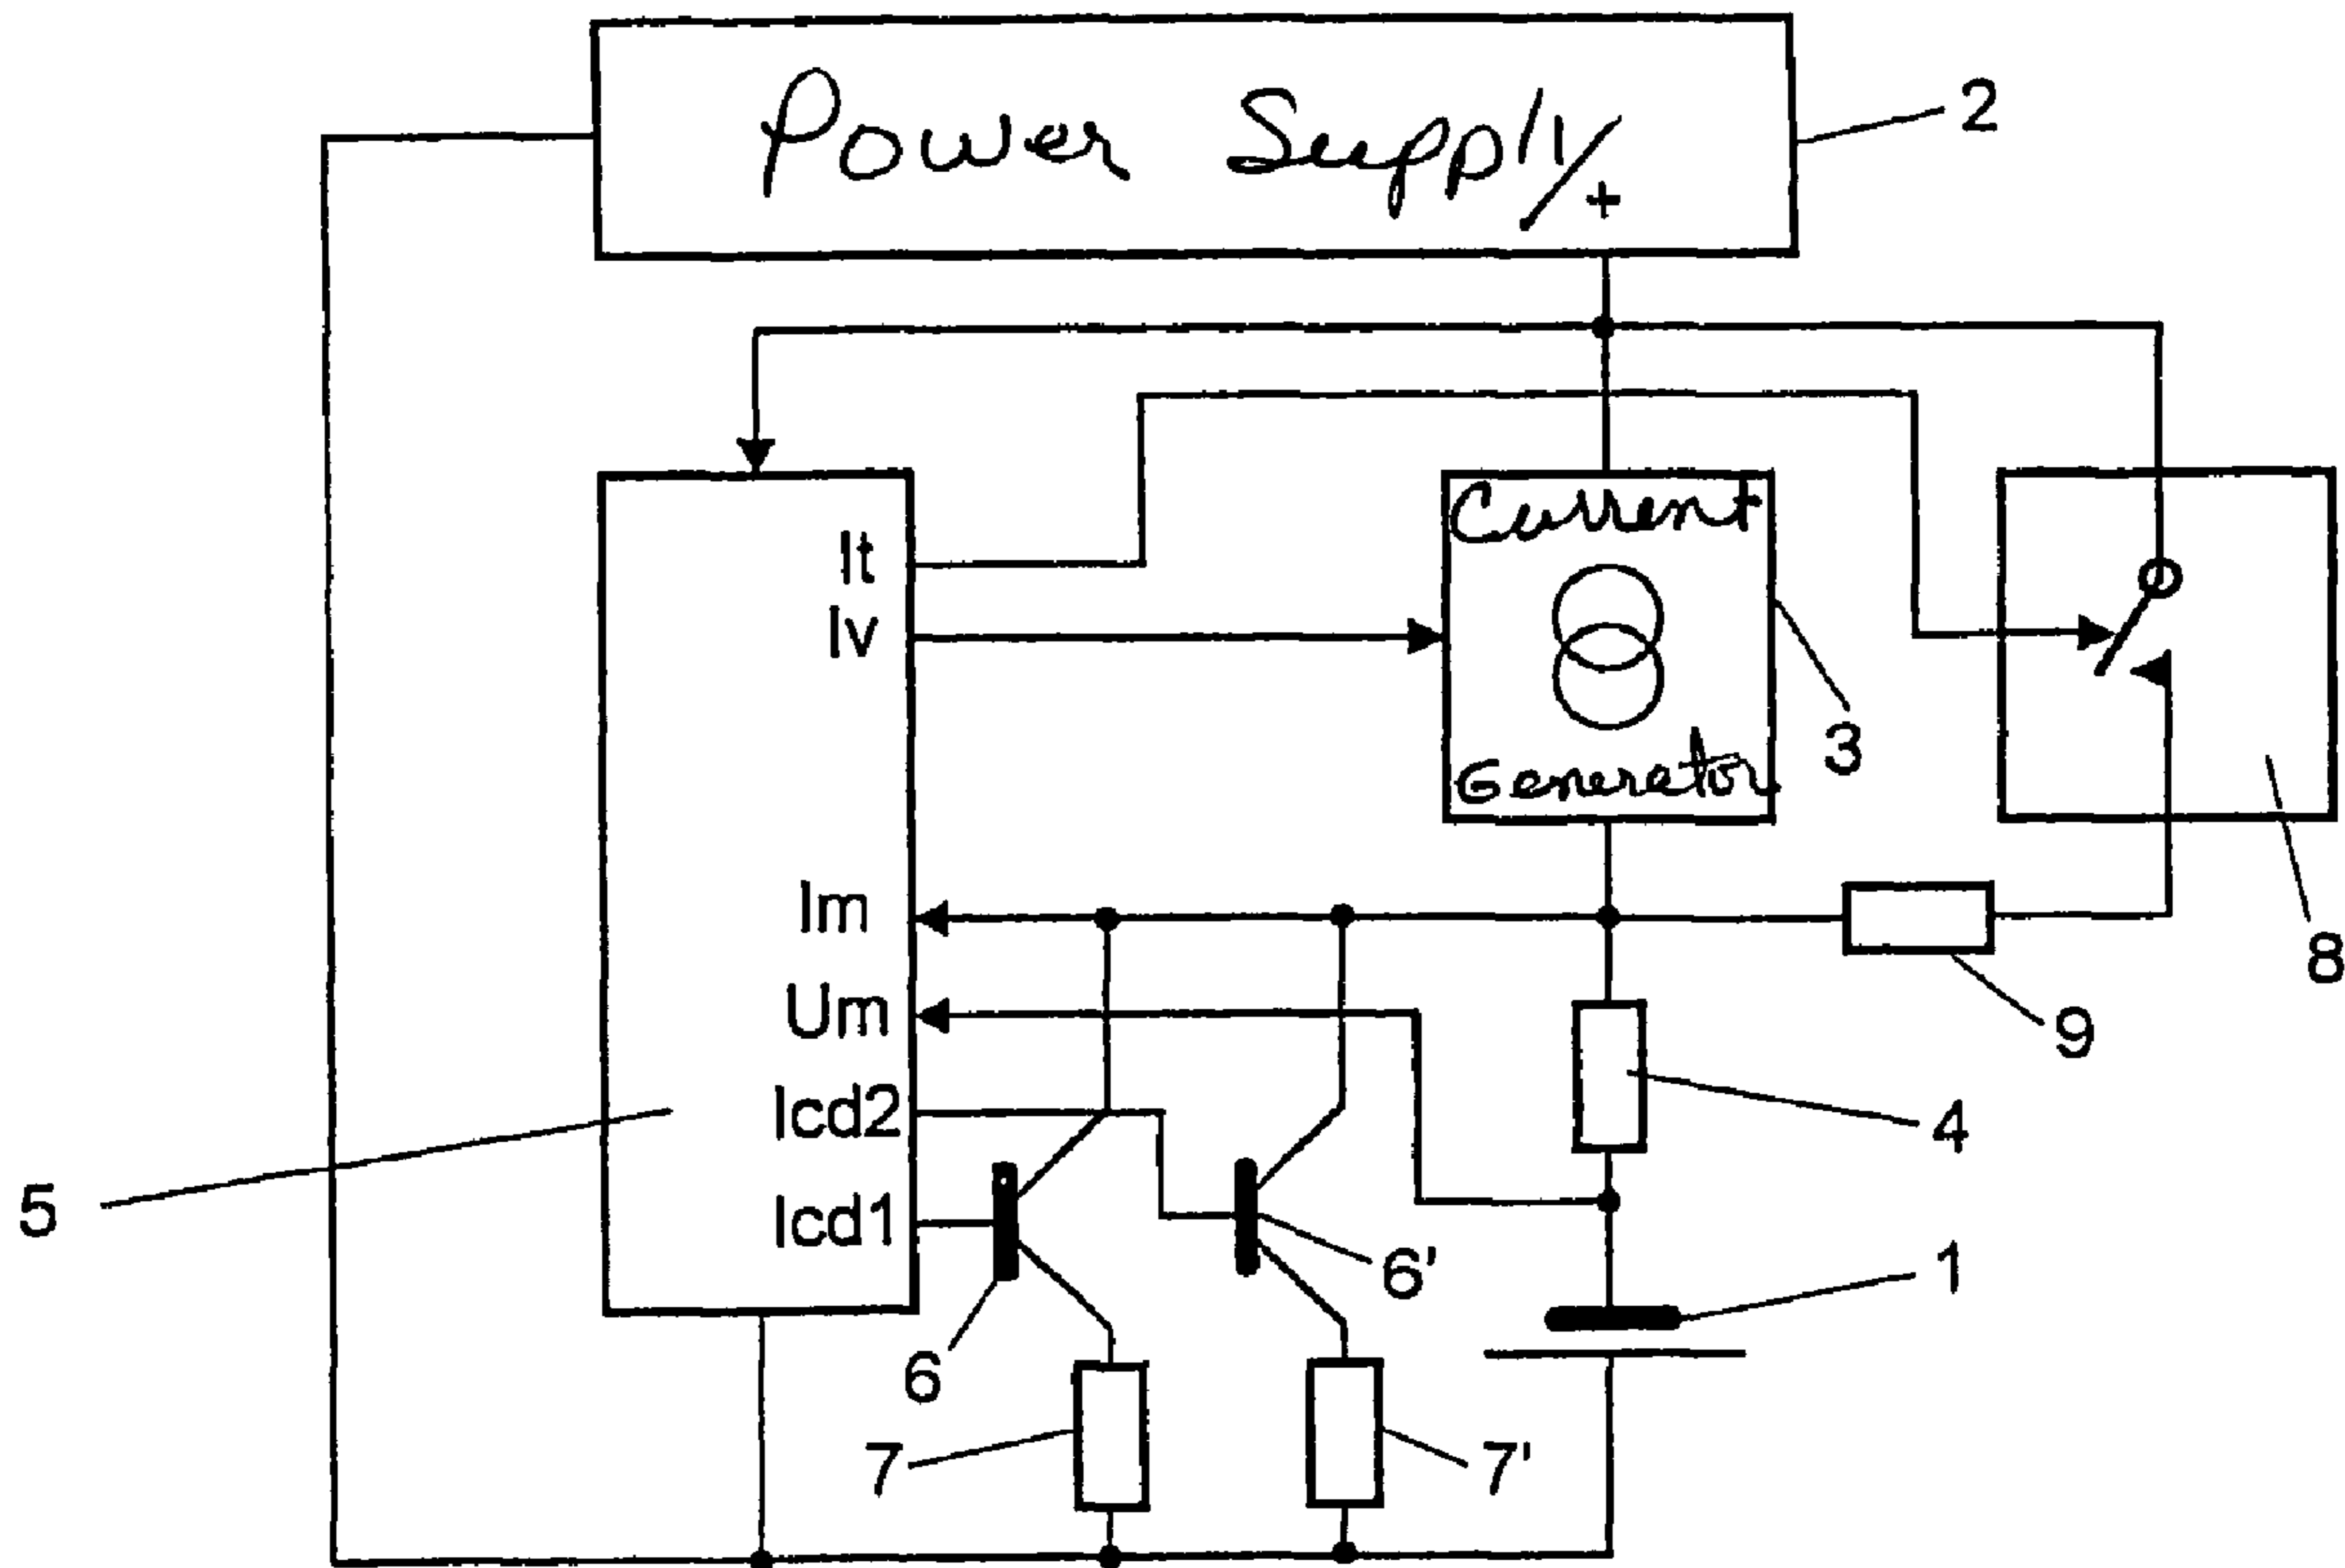 Power Supply
2
+
Current
It
Iv
3
Generator
Im
8
Um
9
Icd2
4
5
Icd1
6'
1
6
7
7'